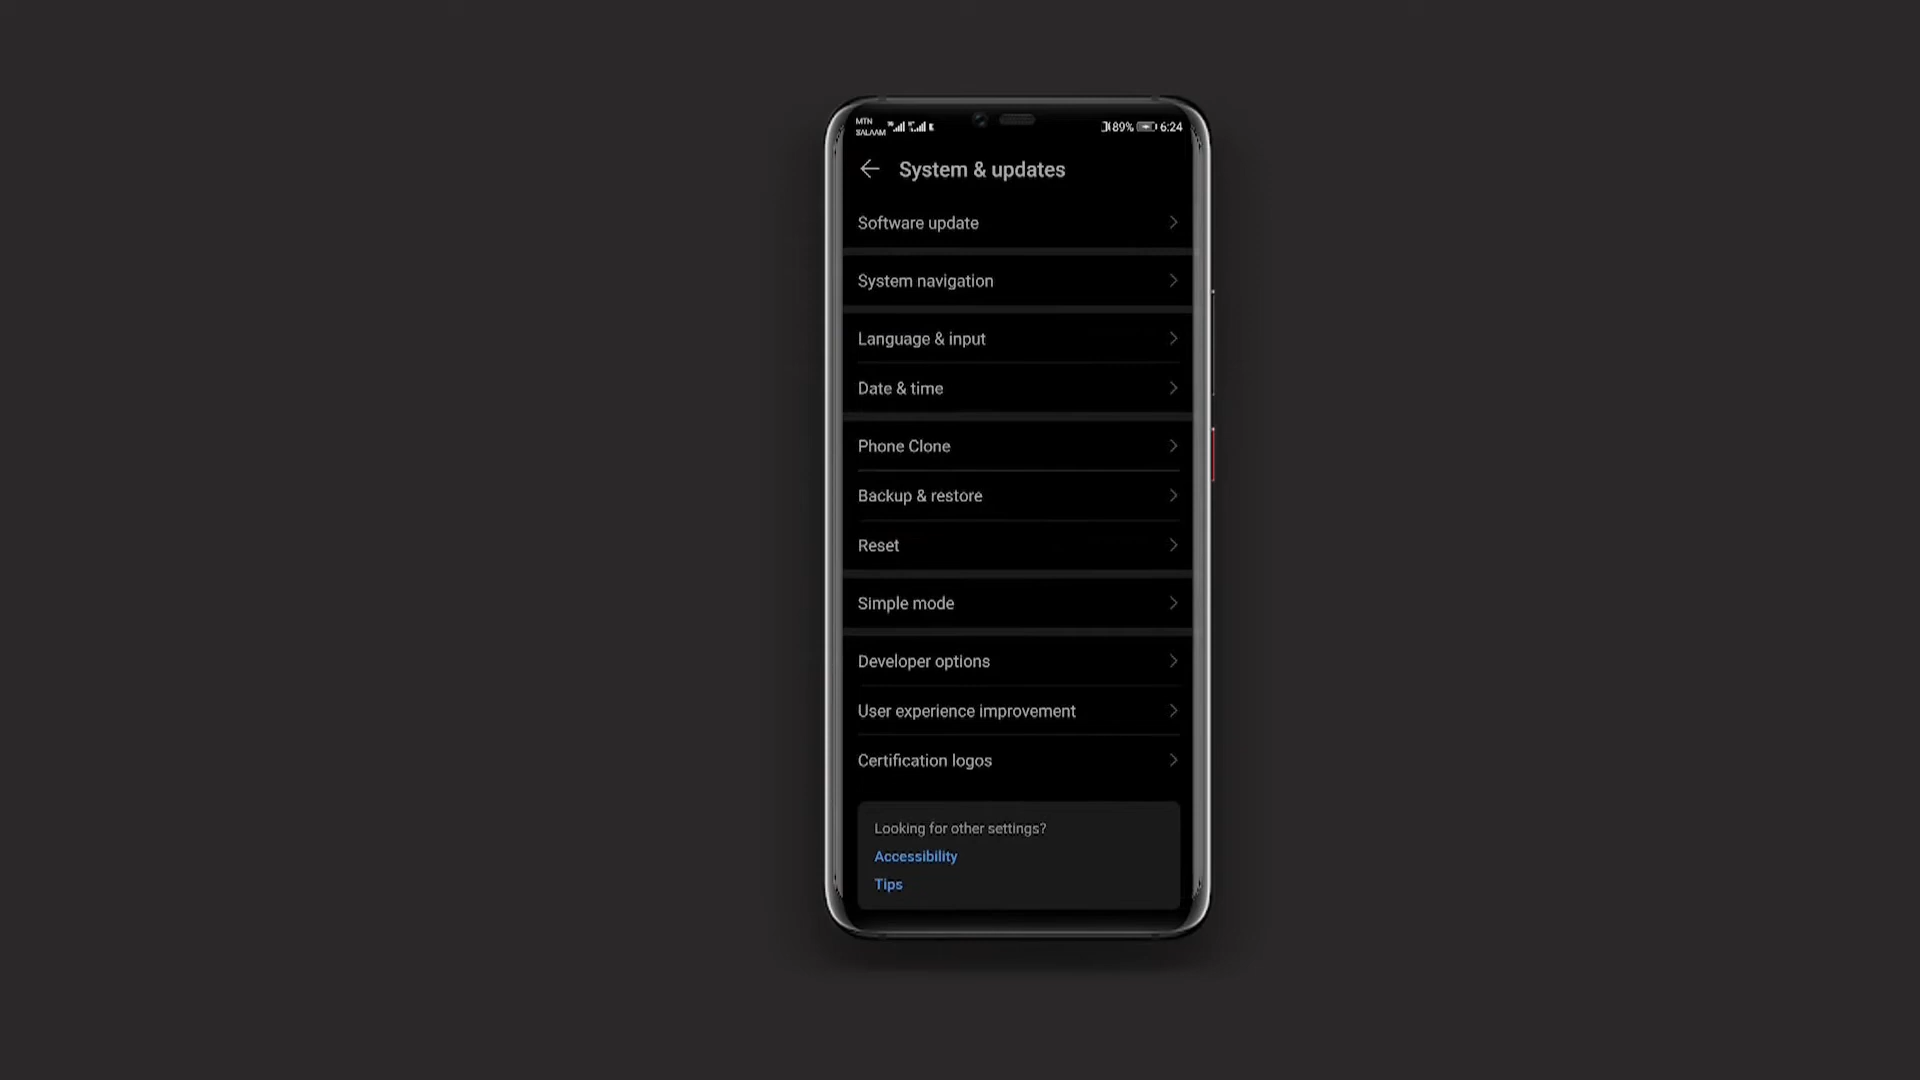 MTN
SALAAM
89% 6:24
System & updates
Software update
System navigation
Language & input
Date & time
Phone Clone
Backup & restore
Reset
Simple mode
Developer options
User experience improvement
Certification logos
Looking for other settings?
Accessibility
Tips